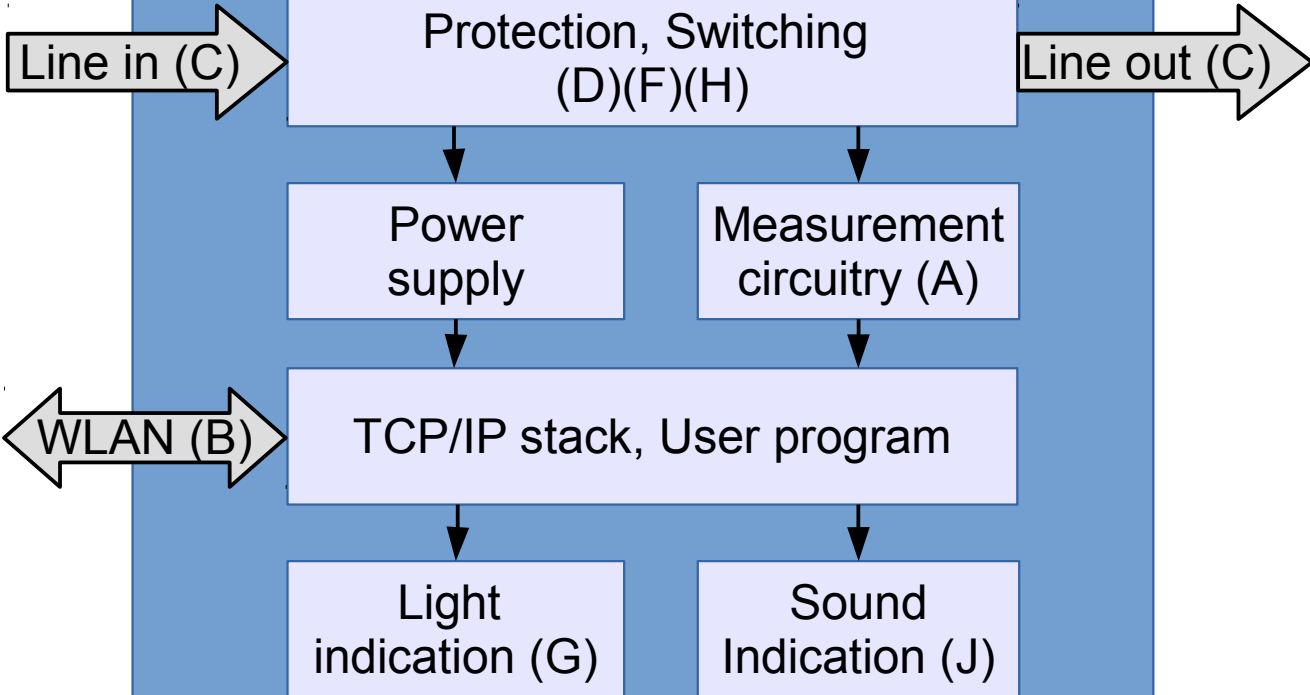 Line in (C)
Protection, Switching
(D)(F)(H)
Line out (C)
Power
supply
Measurement
circuitry (A)
WLAN (B)
TCP/IP stack, User program
Light
indication (G)
Sound
Indication (J)